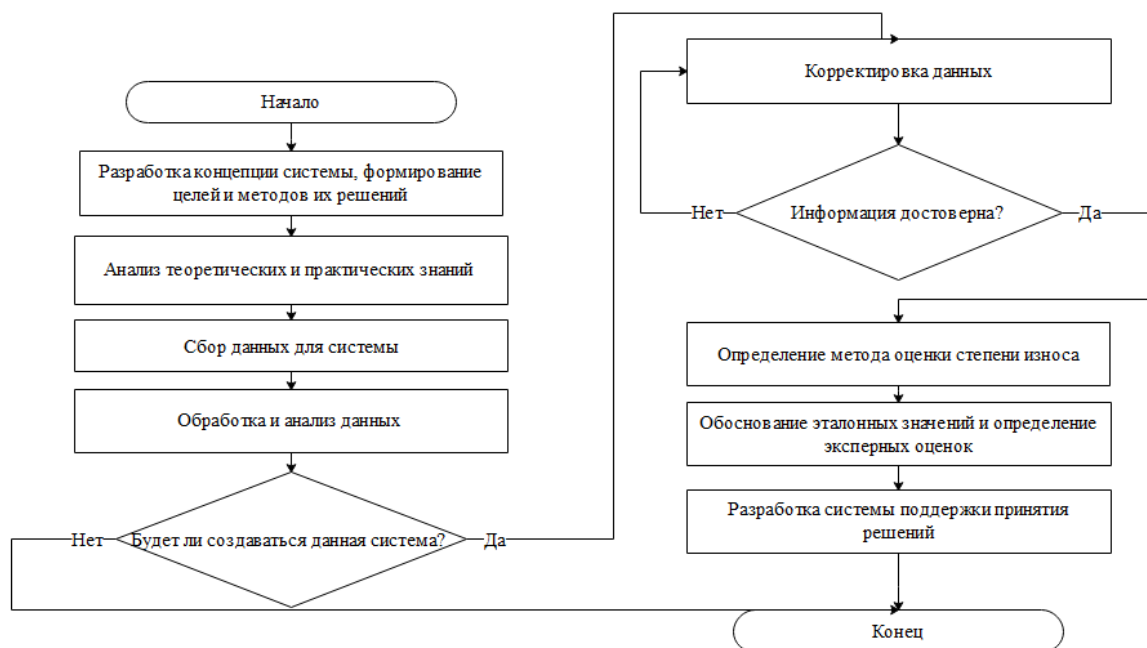 Начало
Разработка концепции системы, формирование
целей и методов их решений
Анализ теоретических и практических знаний
Сбор данных для системы
Обработка и анализ данных
Нет
Будет ли создаваться данная система?
Да
Корректировка данных
Нет
Информация достоверна?
Да
Определение метода оценки степени износа
Обоснование эталонных значений и определение
эксперных оценок
Разработка системы поддержки принятия
решений
Конец